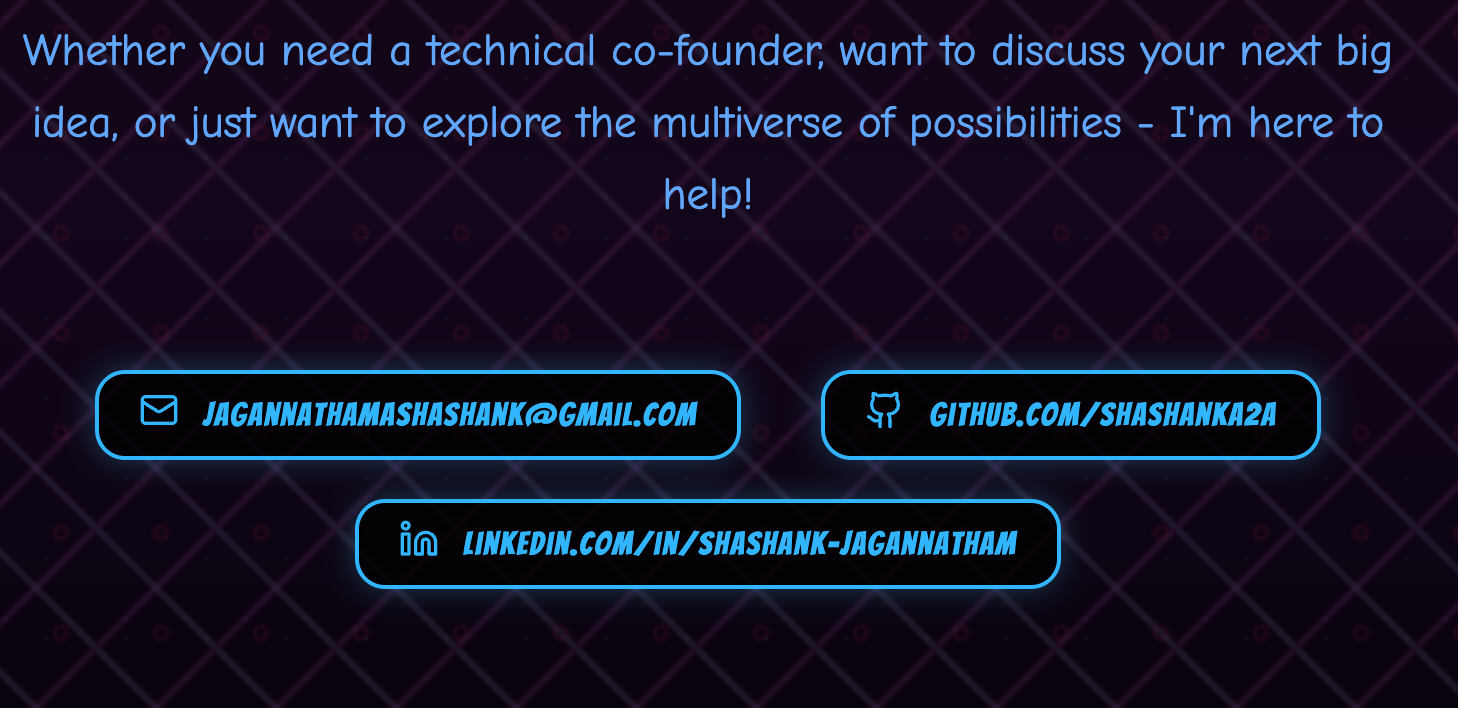 Whether you need a technical co-founder, want to discuss your next big
idea, or just want to explore the multiverse of possibilities - I'm here to
help!
JAGANNATHAMASHASHANK@GMAIL.COM
GITHUB.COM/SHASHANKA2A
LINKEDIN.COM/IN/SHASHANK-JAGANNATHAM